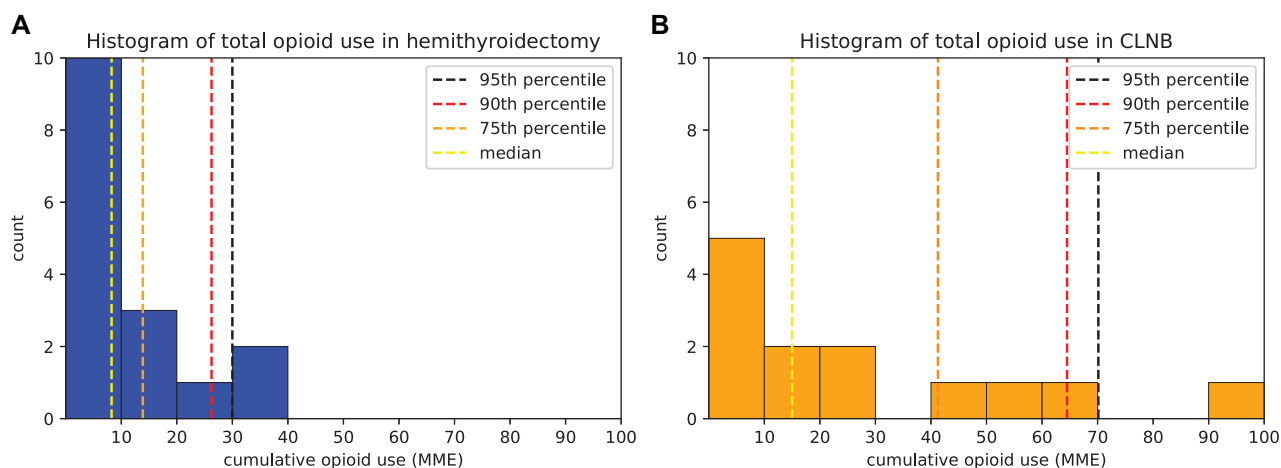 A
Histogram of total opioid use in hemithyroidectomy
10
8
6
4
2
0
count
95th percentile
90th percentile
75th percentile
median
10 20 30 40 50 60 70 80 90 100
cumulative opioid use (MME)
B
Histogram of total opioid use in CLNB
10
8
6
4
2
0
count
95th percentile
90th percentile
75th percentile
median
10 20 30 40 50 60 70 80 90 100
cumulative opioid use (MME)